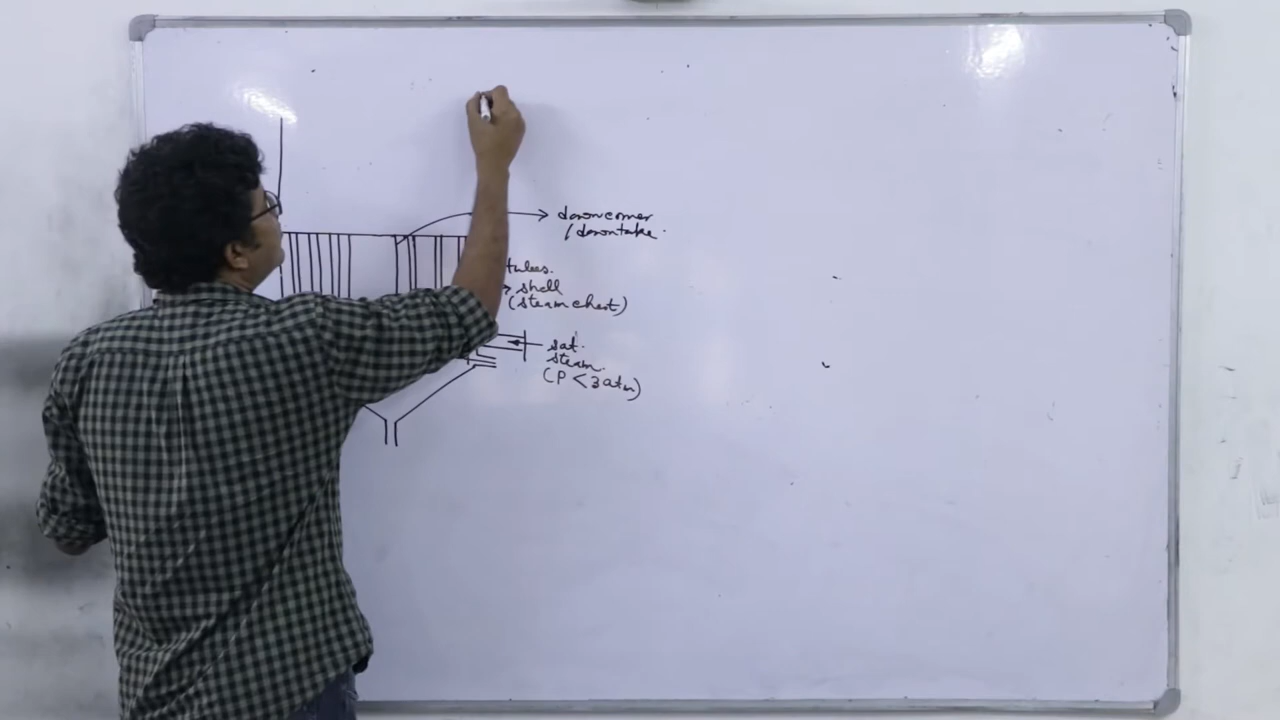 downcomer
/downtake.
tubes.
shell
(steam chest)
sat.
steam.
(P < 3 atm)